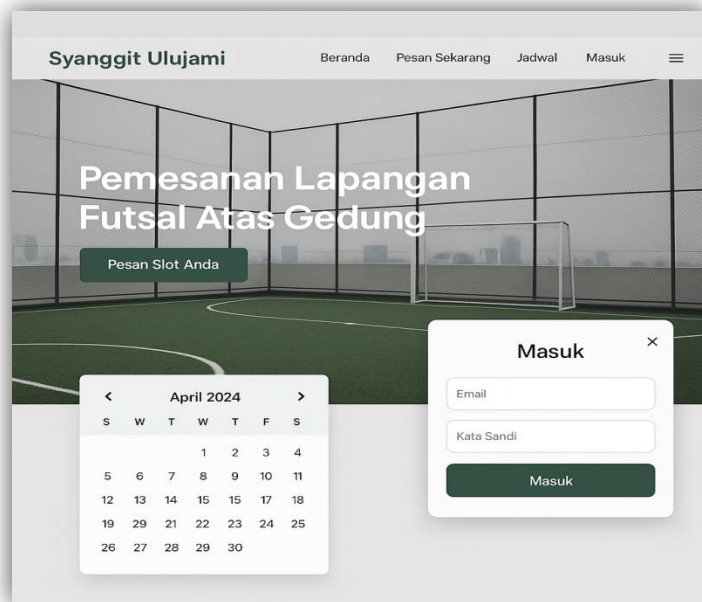 Syanggit Ulujami
Beranda Pesan Sekarang Jadwal Masuk
Pemesanan Lapangan
Futsal Atas Gedung
Pesan Slot Anda
Masuk
Email
Kata Sandi
Masuk
April 2024
S W T W T F S
1 2 3 4
5 6 7 8 9 10 11
12 13 14 15 15 17 18
19 29 21 22 23 24 25
26 27 28 29 30